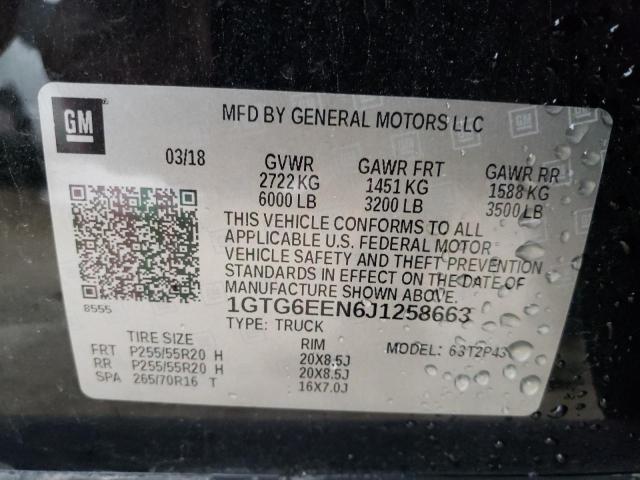 GM
MFD BY GENERAL MOTORS LLC
03/18 GVWR GAWR FRT GAWR RR
2722 KG 1451 KG 1588 KG
6000 LB 3200 LB 3500 LB
THIS VEHICLE CONFORMS TO ALL
APPLICABLE U.S. FEDERAL MOTOR
VEHICLE SAFETY AND THEFT PREVENTION
STANDARDS IN EFFECT ON THE DATE OF
MANUFACTURE SHOWN ABOVE.
8555 1GTG6EEN6J1258663
TYPE: TRUCK
TIRE SIZE RIM MODEL: 63T2P43
FRT P255/55R20 H 20X8.5J
RR P255/55R20 H 20X8.5J
SPA 265/70R16 T 16X7.0J